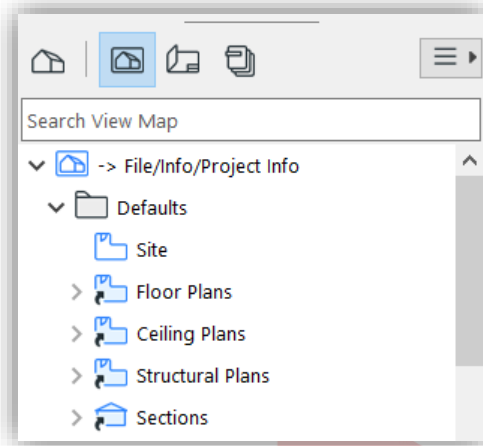 Search View Map
-> File/Info/Project Info
Defaults
Site
Floor Plans
Ceiling Plans
Structural Plans
Sections